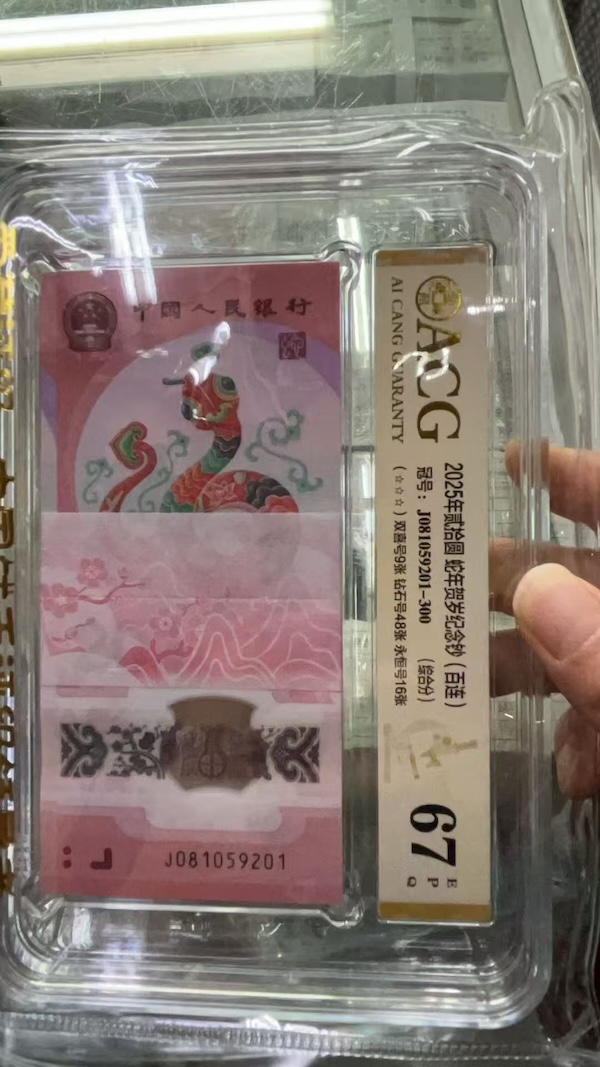 中國人民銀行
J081059201
ACG
AI CANG GUARANTY
2025年贰拾圆 蛇年贺岁纪念钞（百连）
冠号：J081059201-300 （综合分）
（☆☆☆）双喜号9张 钻石号48张 永恒号16张
67
EPQ